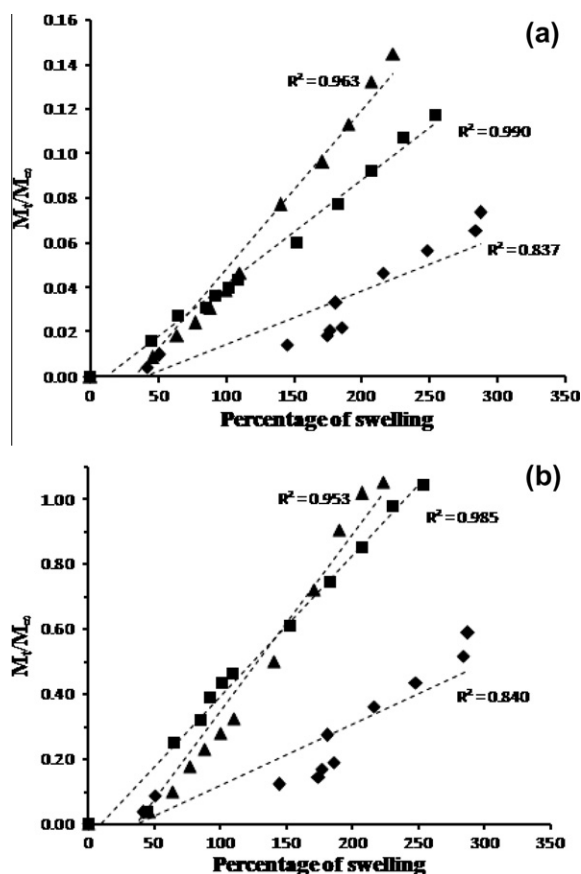 (a)
0.16
0.14
0.12
0.10
0.08
0.06
0.04
0.02
0.00
Mt/M∞
R² = 0.963
R² = 0.990
R² = 0.837
0 50 100 150 200 250 300 350
Percentage of swelling
(b)
1.00
0.80
0.60
0.40
0.20
0.00
Mt/M∞
R² = 0.953
R² = 0.985
R² = 0.840
0 50 100 150 200 250 300 350
Percentage of swelling